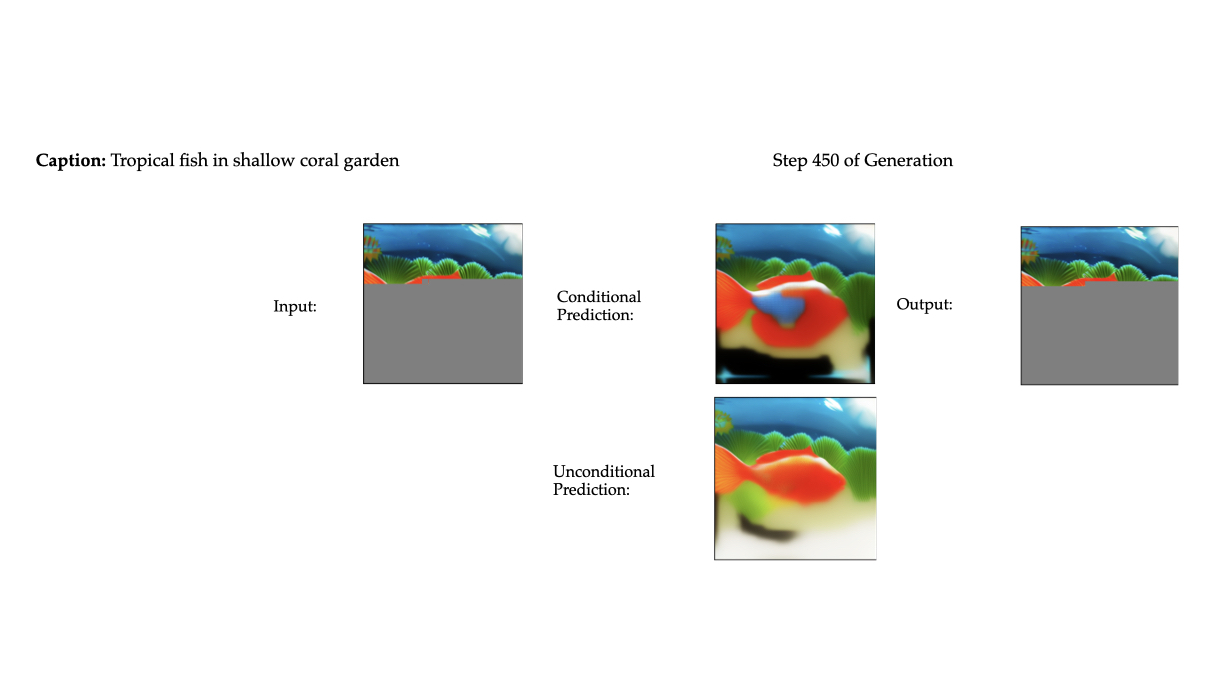 Caption: Tropical fish in shallow coral garden
Step 450 of Generation
Input:
Conditional
Prediction:
Output:
Unconditional
Prediction: